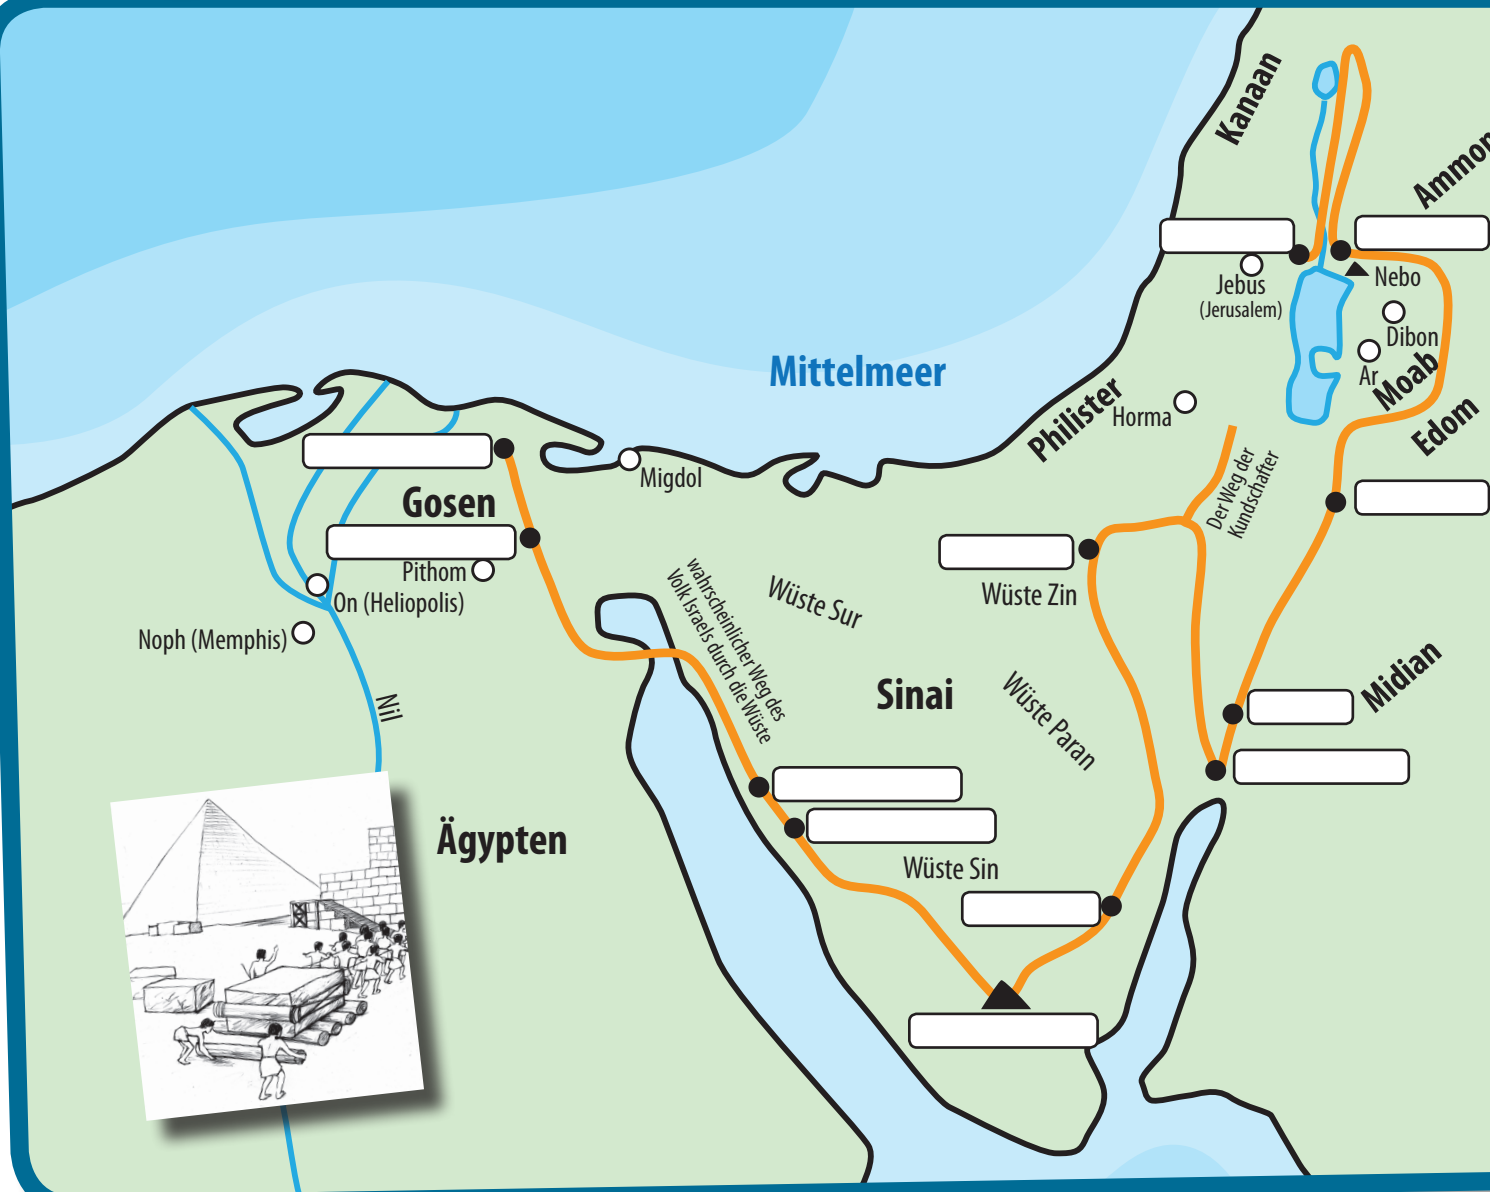 Kanaan
Ammon
Jebus
(Jerusalem)
Nebo
Dibon
Ar
Moab
Mittelmeer
Philister
Horma
Edom
Der Weg der
Kundschafter
Migdol
Gosen
Pithom
On (Heliopolis)
Noph (Memphis)
Nil
wahrscheinlicher Weg des
Volk Israels durch die Wüste
Wüste Sur
Wüste Zin
Sinai
Wüste Paran
Midian
Ägypten
Wüste Sin